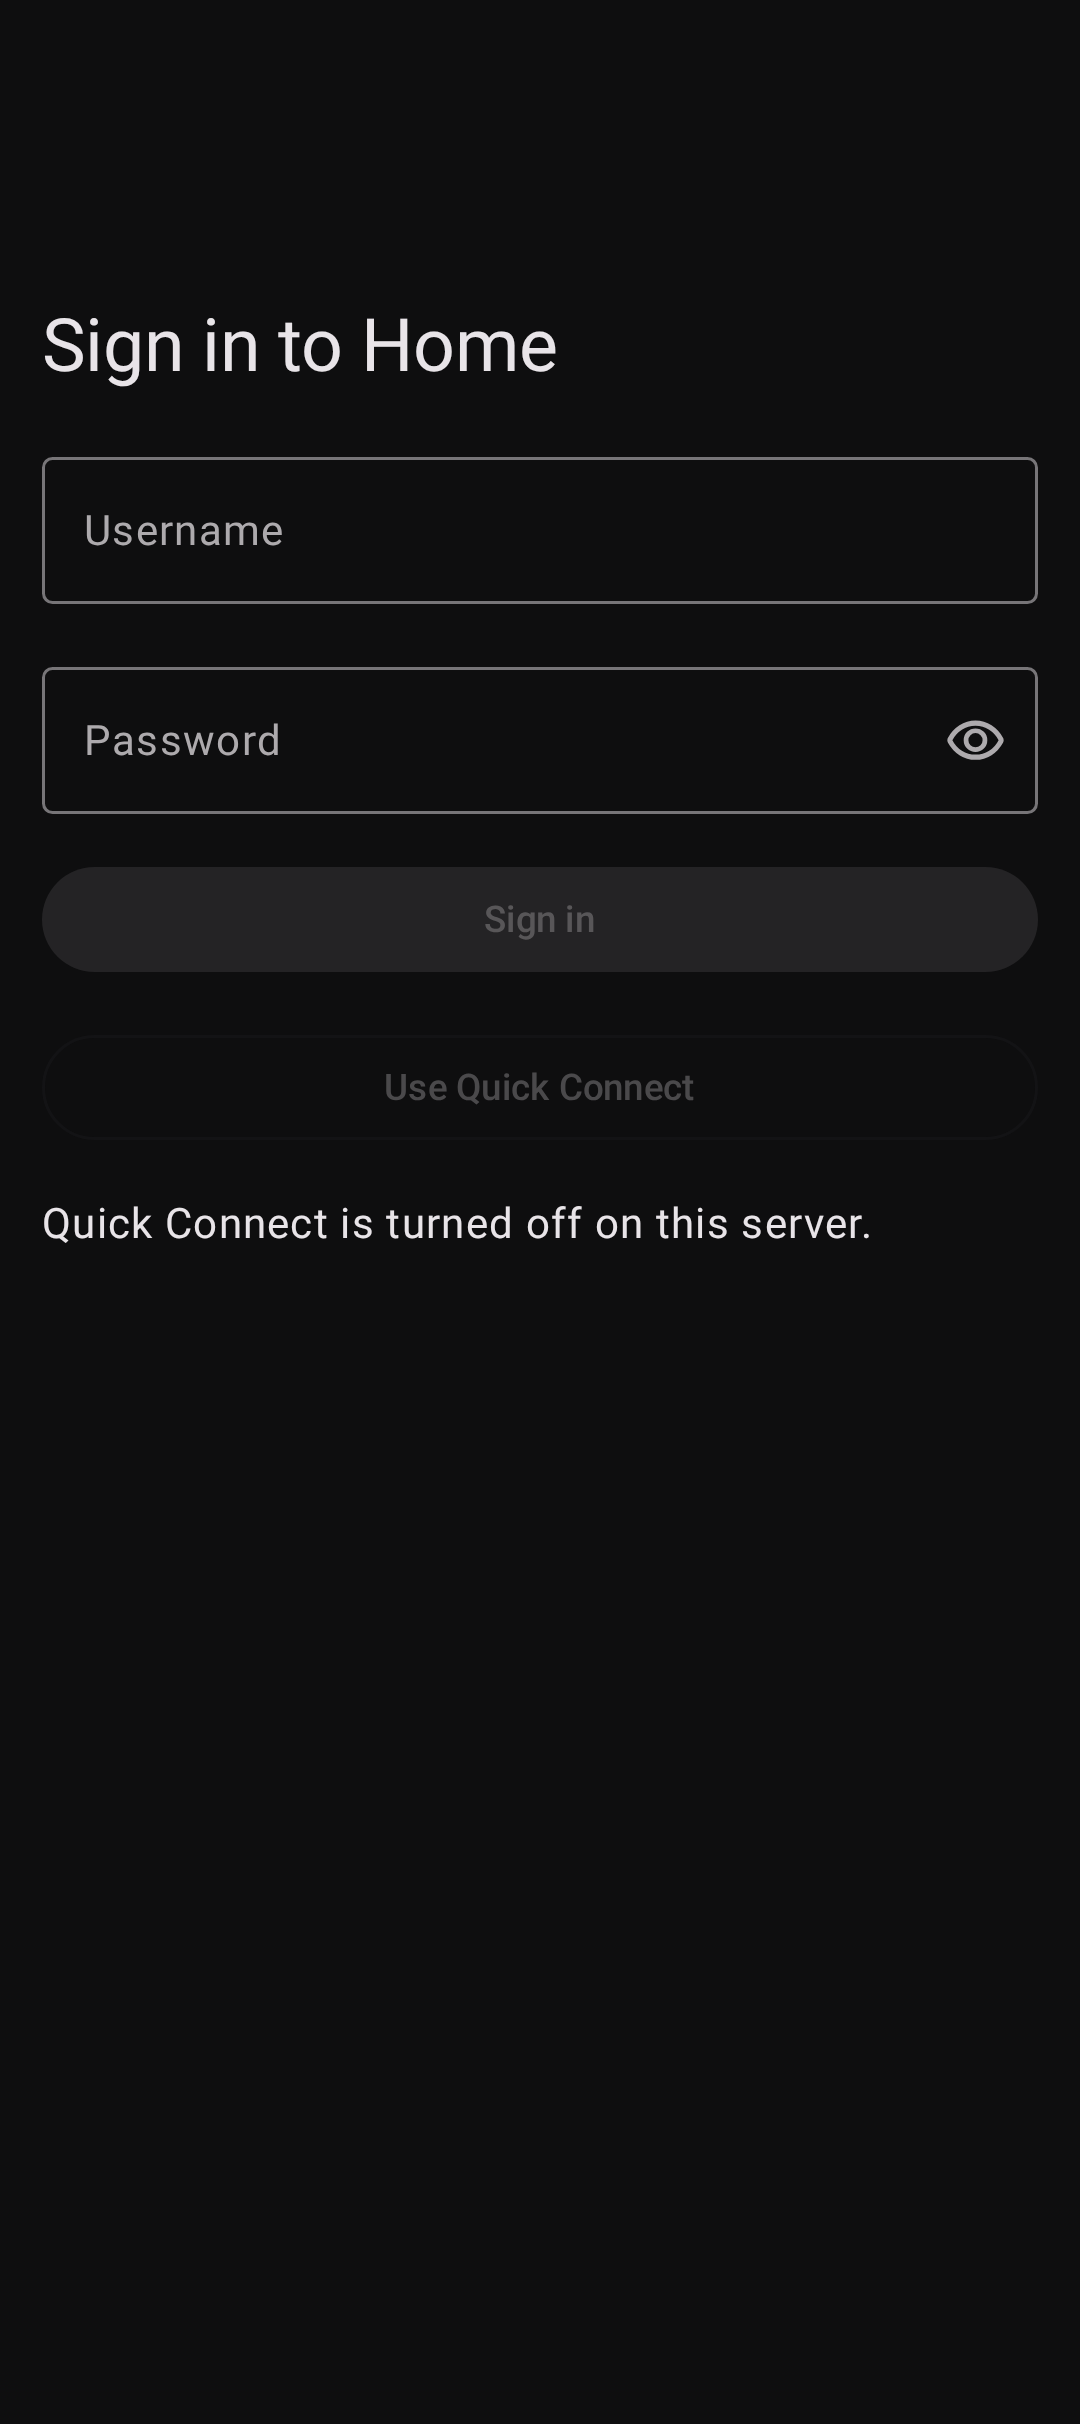 Sign in to Home
Username
Password
Sign in
Use Quick Connect
Quick Connect is turned off on this server.